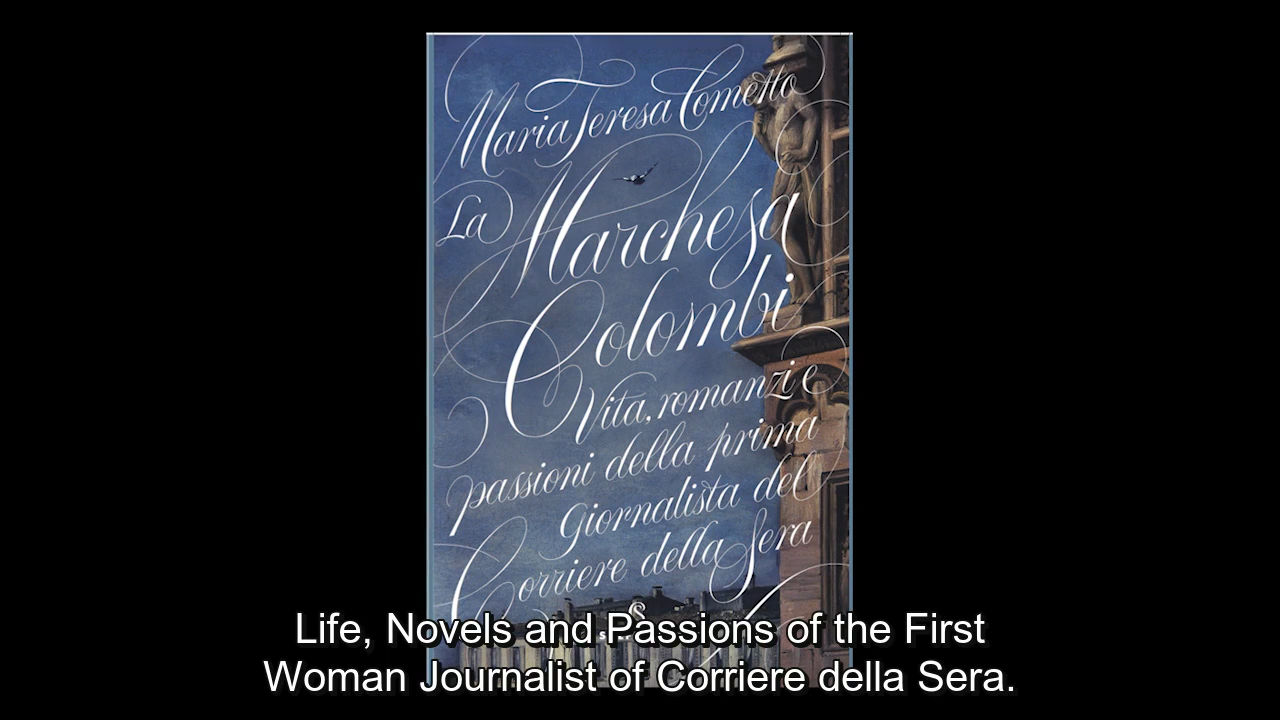 Maria Teresa Cometto
La Marchesa
Colombi
Vita, romanzi e
passioni della prima
Giornalista del
Corriere della Sera
Life, Novels and Passions of the First
Woman Journalist of Corriere della Sera.